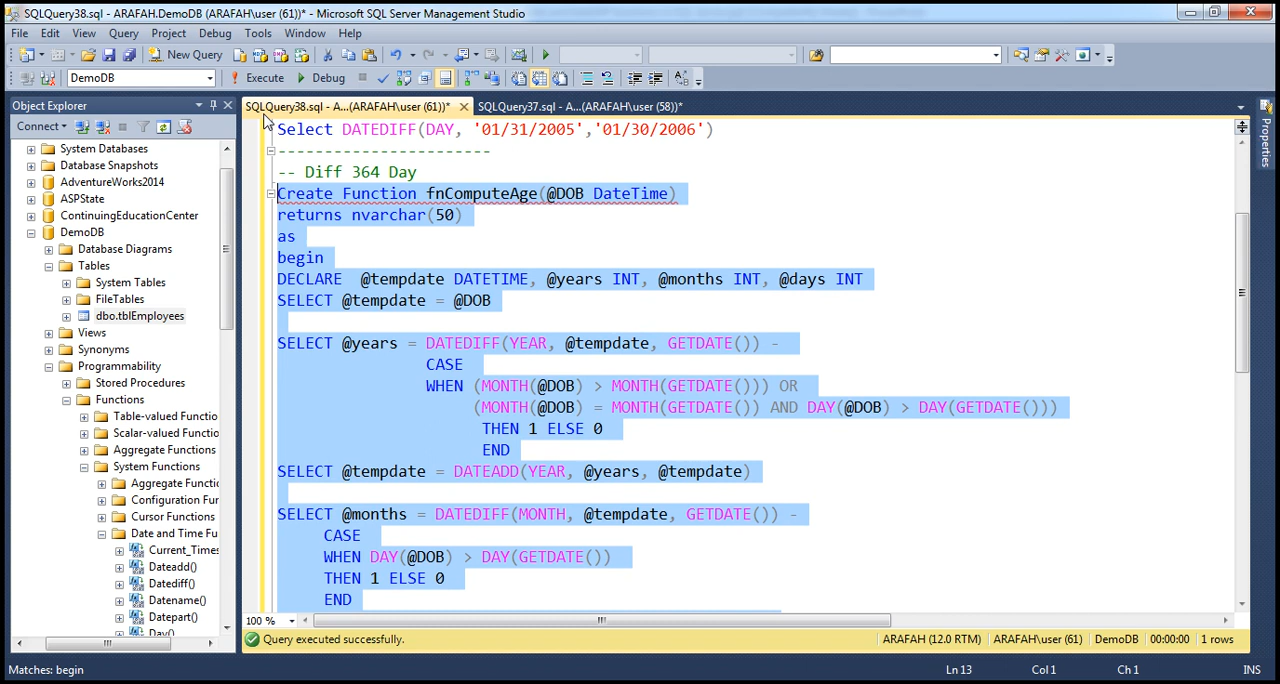 SQLQuery38.sql - ARAFAH.DemoDB (ARAFAH\user (61))* - Microsoft SQL Server Management Studio
File Edit View Query Project Debug Tools Window Help
New Query
DemoDB Execute Debug
Object Explorer
Connect
System Databases
Database Snapshots
AdventureWorks2014
ASPState
ContinuingEducationCenter
DemoDB
Database Diagrams
Tables
System Tables
FileTables
dbo.tblEmployees
Views
Synonyms
Programmability
Stored Procedures
Functions
Table-valued Functio
Scalar-valued Functio
Aggregate Functions
System Functions
Aggregate Functio
Configuration Fun
Cursor Functions
Date and Time Fu
Current_Times
Dateadd()
Datediff()
Datename()
Datepart()
Day()
SQLQuery38.sql - A...(ARAFAH\user (61))* SQLQuery37.sql - A...(ARAFAH\user (58))*
Select DATEDIFF(DAY, '01/31/2005','01/30/2006')
-----------------------
-- Diff 364 Day
Create Function fnComputeAge(@DOB DateTime)
returns nvarchar(50)
as
begin
DECLARE @tempdate DATETIME, @years INT, @months INT, @days INT
SELECT @tempdate = @DOB
SELECT @years = DATEDIFF(YEAR, @tempdate, GETDATE()) -
CASE
WHEN (MONTH(@DOB) > MONTH(GETDATE())) OR
(MONTH(@DOB) = MONTH(GETDATE()) AND DAY(@DOB) > DAY(GETDATE()))
THEN 1 ELSE 0
END
SELECT @tempdate = DATEADD(YEAR, @years, @tempdate)
SELECT @months = DATEDIFF(MONTH, @tempdate, GETDATE()) -
CASE
WHEN DAY(@DOB) > DAY(GETDATE())
THEN 1 ELSE 0
END
100 %
Query executed successfully. ARAFAH (12.0 RTM) ARAFAH\user (61) DemoDB 00:00:00 1 rows
Matches: begin Ln 13 Col 1 Ch 1 INS
Properties